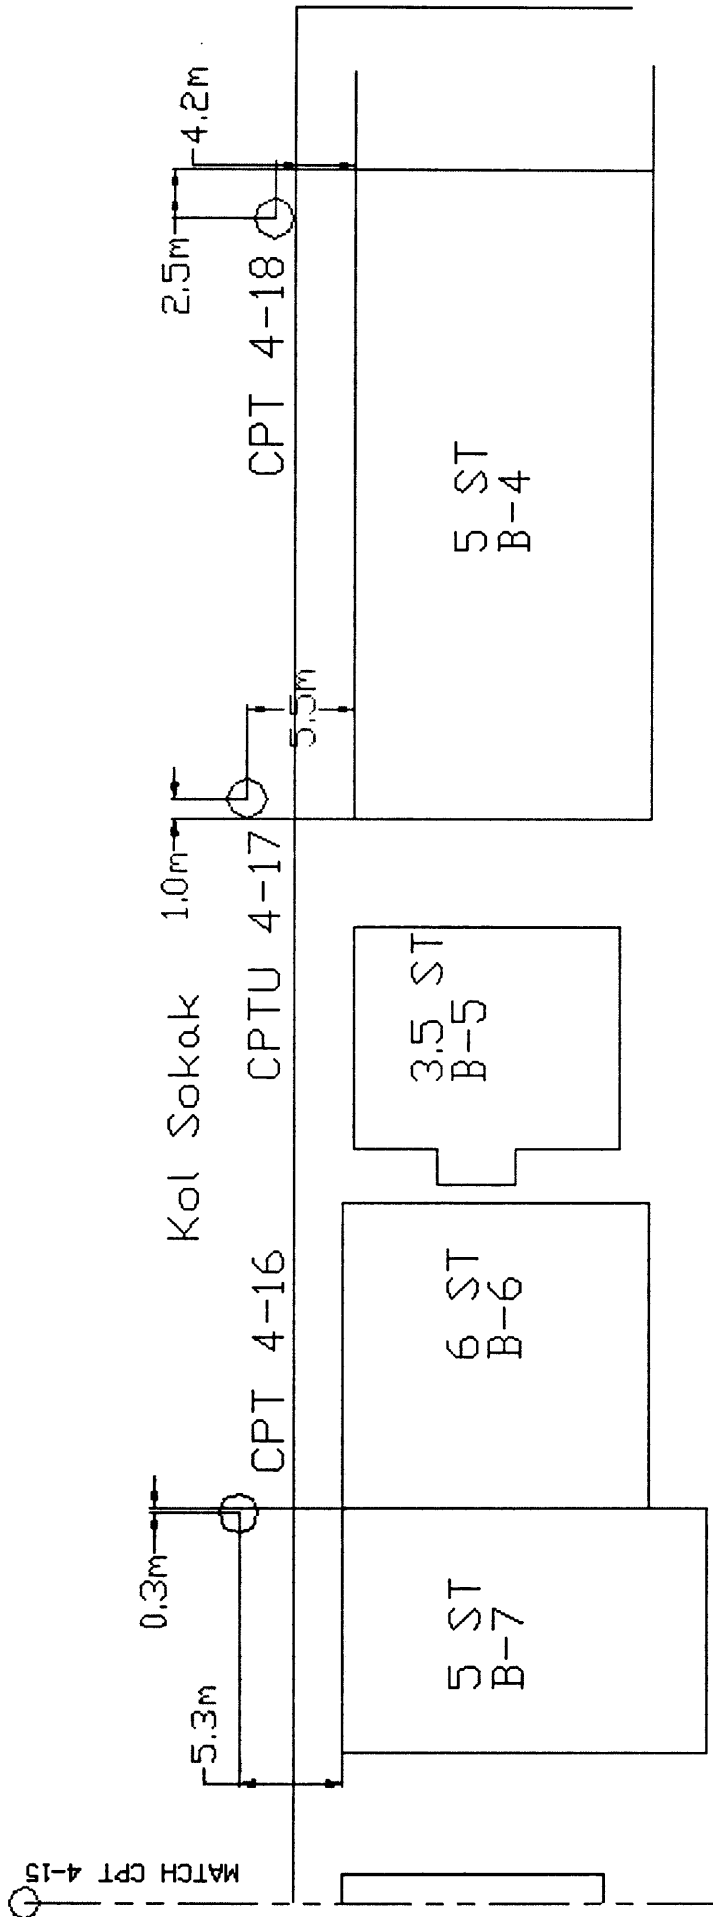 MATCH CPT 4-15
5.3m
0.3m
CPT 4-16
Kol Sokak
CPTU 4-17
1.0m
5.5m
CPT 4-18
2.5m
4.2m
5 ST
B-7
6 ST
B-6
3.5 ST
B-5
5 ST
B-4